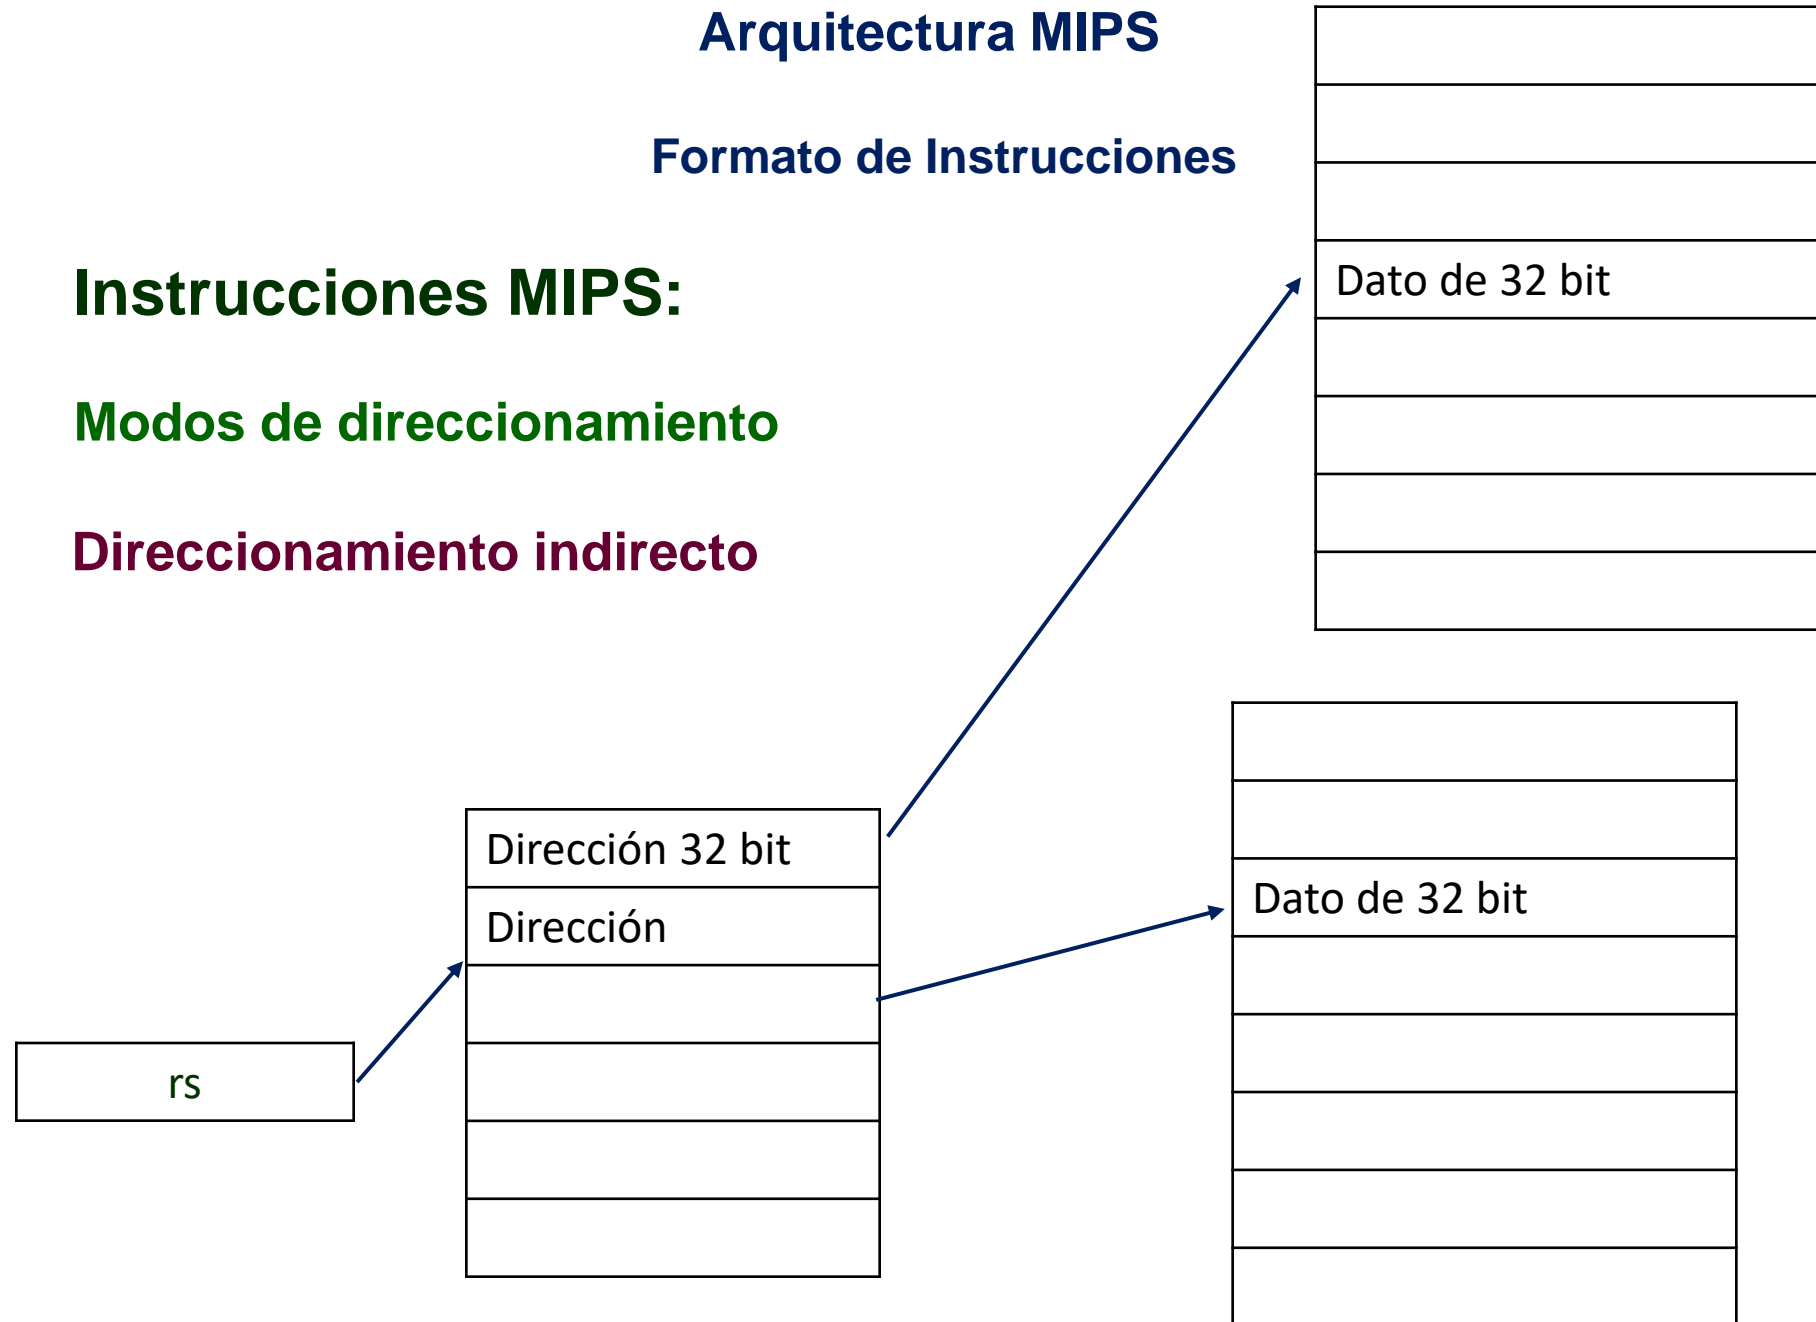 Arquitectura MIPS
Formato de Instrucciones
Instrucciones MIPS:
Modos de direccionamiento
Direccionamiento indirecto
Dato de 32 bit
Dirección 32 bit
Dirección
Dato de 32 bit
rs